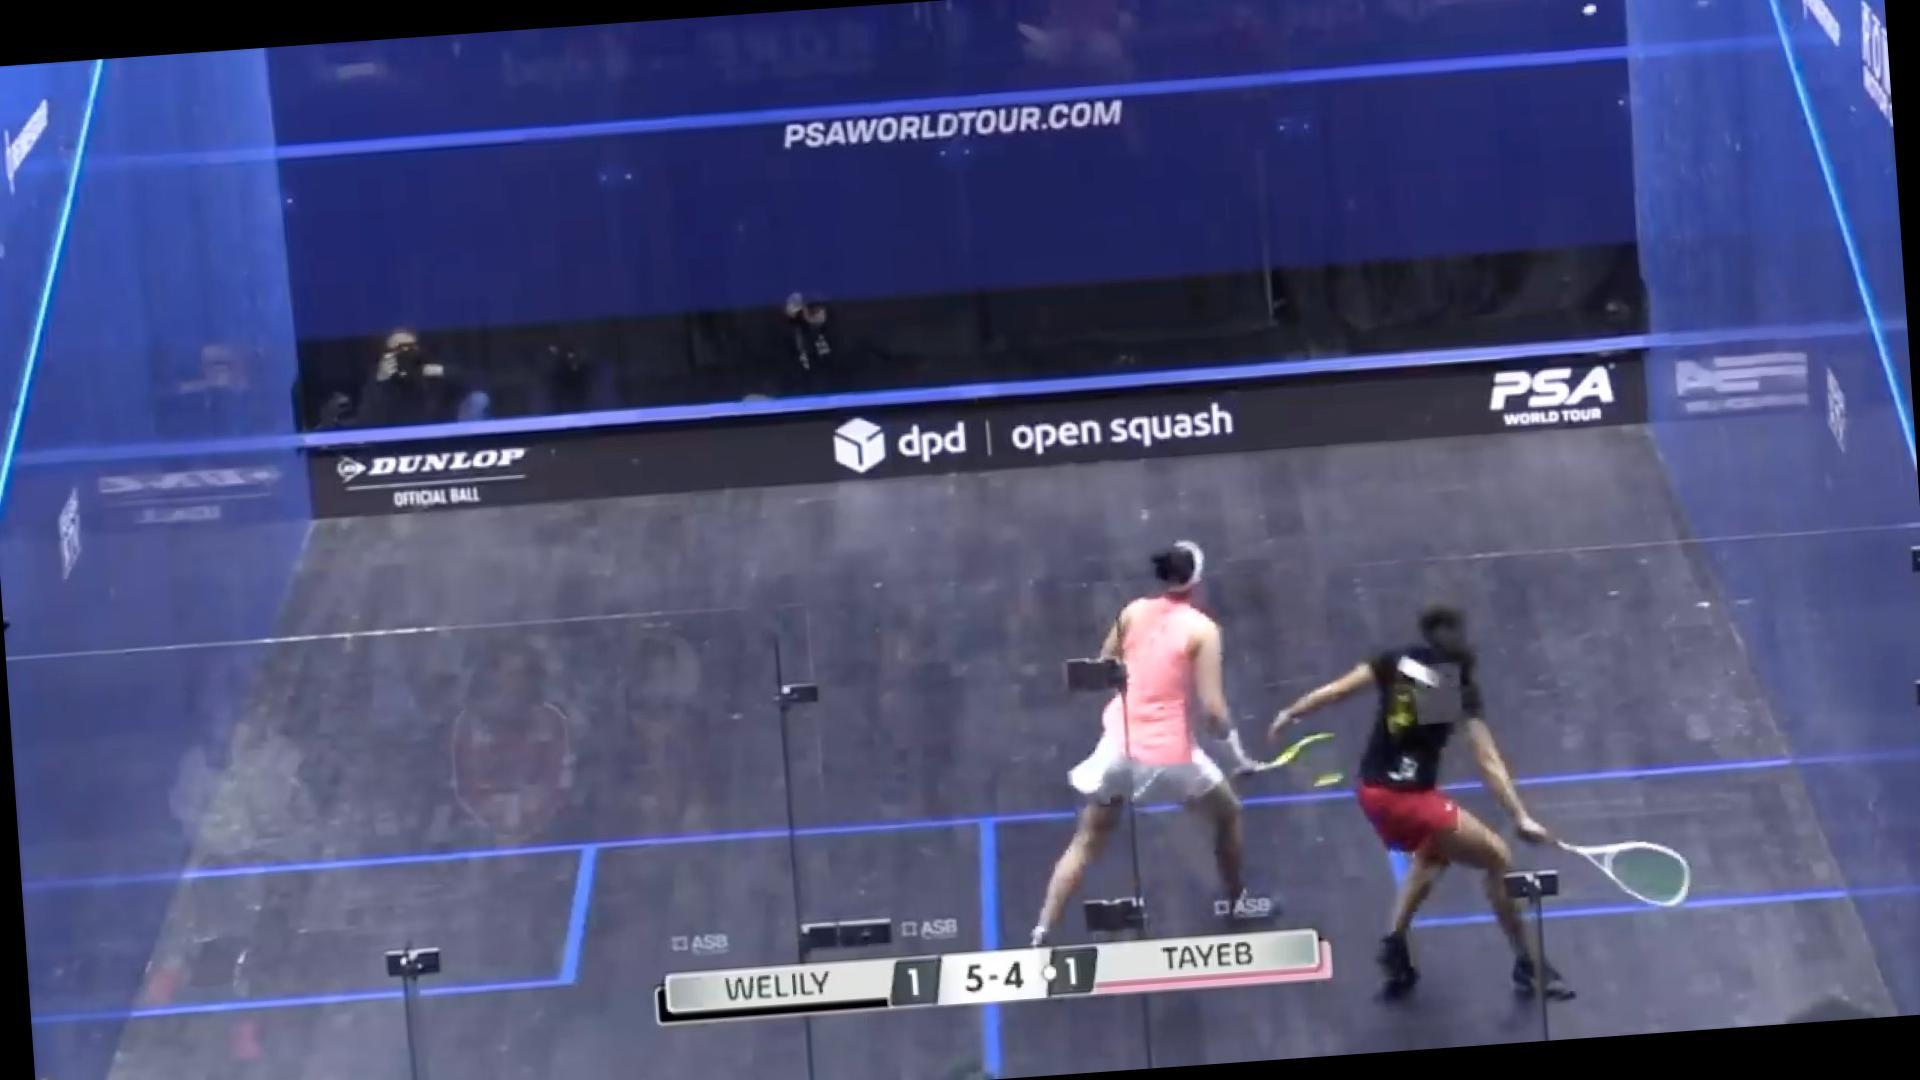 PSAWORLDTOUR.COM
PSA
WORLD TOUR
dpd | open squash
DUNLOP
OFFICIAL BALL
ASB
ASB
ASB
WELILY 1 5-4 1 TAYEB